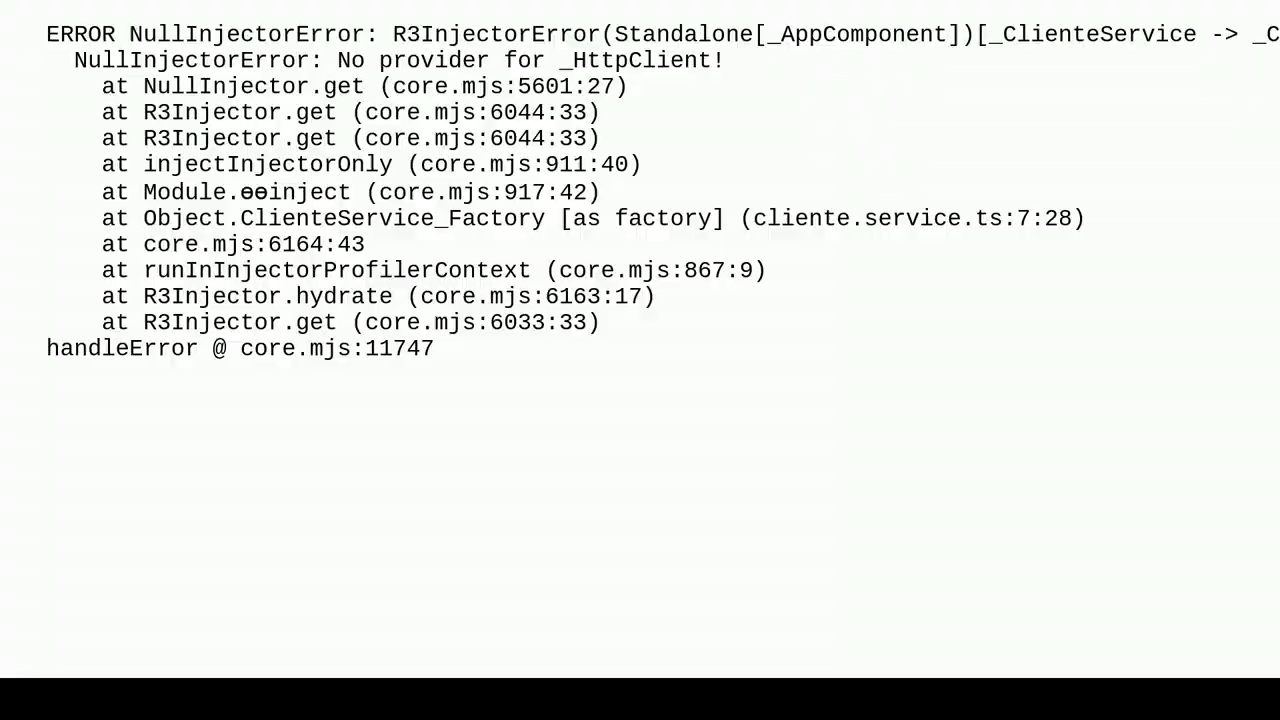 ERROR NullInjectorError: R3InjectorError(Standalone[_AppComponent])[_ClienteService -> _C
NullInjectorError: No provider for _HttpClient!
at NullInjector.get (core.mjs:5601:27)
at R3Injector.get (core.mjs:6044:33)
at R3Injector.get (core.mjs:6044:33)
at injectInjectorOnly (core.mjs:911:40)
at Module.ɵɵinject (core.mjs:917:42)
at Object.ClienteService_Factory [as factory] (cliente.service.ts:7:28)
at core.mjs:6164:43
at runInInjectorProfilerContext (core.mjs:867:9)
at R3Injector.hydrate (core.mjs:6163:17)
at R3Injector.get (core.mjs:6033:33)
handleError @ core.mjs:11747